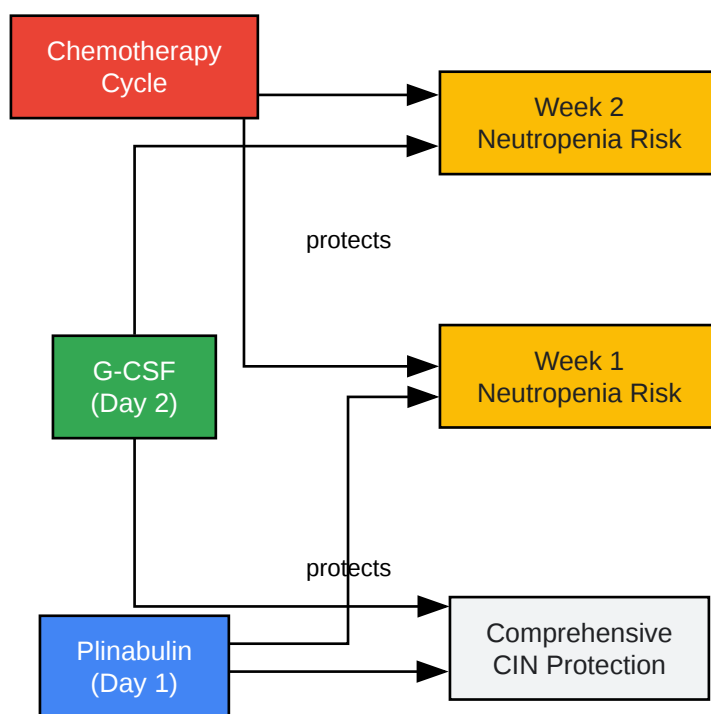 Chemotherapy
Cycle
Week 2
Neutropenia Risk
protects
Week 1
Neutropenia Risk
G-CSF
(Day 2)
protects
Comprehensive
CIN Protection
Plinabulin
(Day 1)